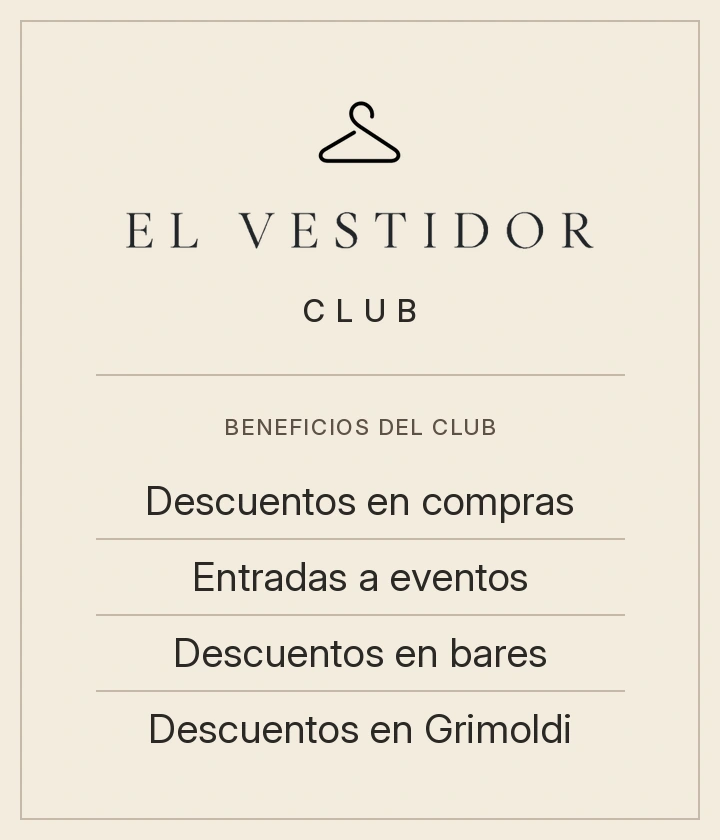 EL VESTIDOR
CLUB
BENEFICIOS DEL CLUB
Descuentos en compras
Entradas a eventos
Descuentos en bares
Descuentos en Grimoldi